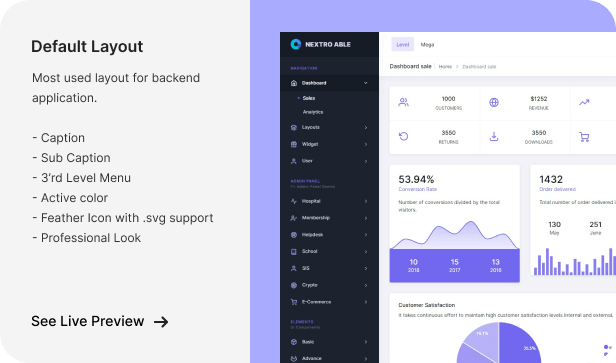 Default Layout
Most used layout for backend
application.
- Caption
- Sub Caption
- 3'rd Level Menu
- Active color
- Feather Icon with .svg support
- Professional Look
See Live Preview
NEXTRO ABLE
NAVIGATION
Dashboard
Sales
Analytics
Layouts
Widget
User
ADMIN PANEL
Hospital
Membership
Helpdesk
School
SIS
Crypto
E-Commerce
ELEMENTS
UI Components
Basic
Advance
Level Mega
Dashboard sale Home Dashboard sale
1000
CUSTOMERS
$1252
REVENUE
3550
RETURNS
3550
DOWNLOADS
53.94%
Conversion Rate
Number of conversions divided by the total
visitors.
10 15 13
2018 2017 2018
1432
Order delivered
Total number of order delivered
130 251
May June
Customer Satisfaction
It takes continuous effort to maintain high customer satisfaction levels Internal and external.